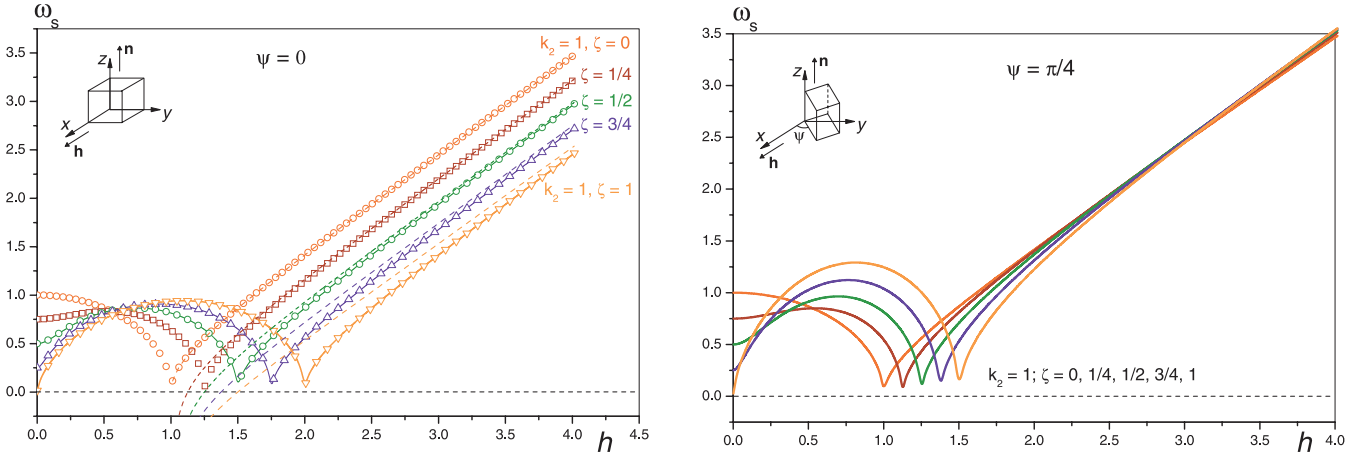 ωs
3.5
3.0
2.5
2.0
1.5
1.0
0.5
0.0
0.0 0.5 1.0 1.5 2.0 2.5 3.0 3.5 4.0 4.5
h
ψ = 0
n
z
y
x
h
k2 = 1, ζ = 0
ζ = 1/4
ζ = 1/2
ζ = 3/4
k2 = 1, ζ = 1
ωs
3.5
3.0
2.5
2.0
1.5
1.0
0.5
0.0
0.0 0.5 1.0 1.5 2.0 2.5 3.0 3.5 4.0
h
ψ = π/4
n
z
y
x
ψ
h
k2 = 1; ζ = 0, 1/4, 1/2, 3/4, 1